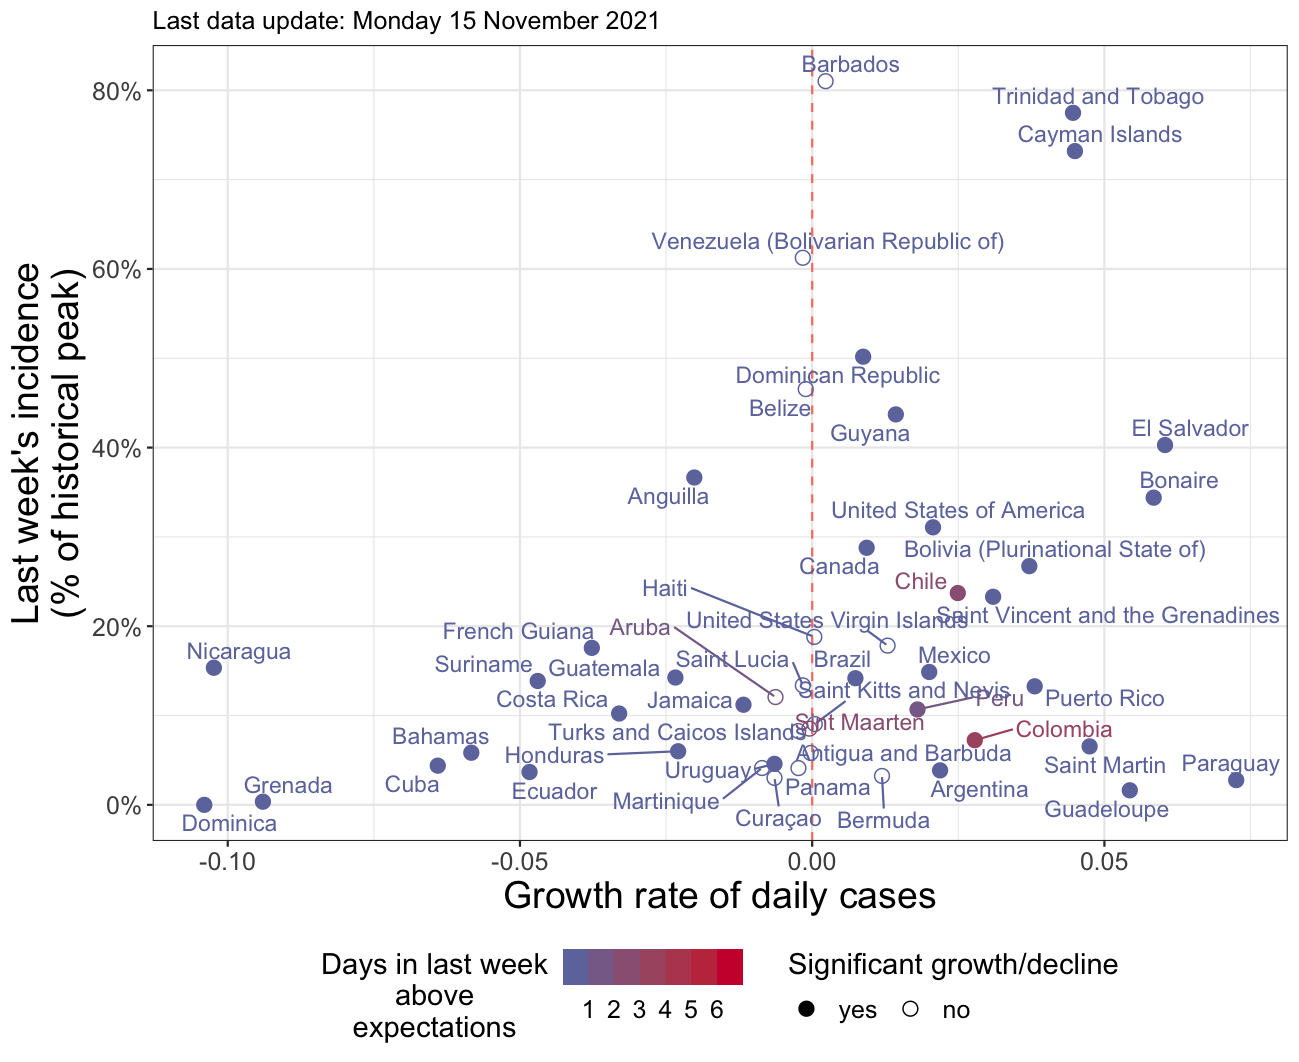 Last data update: Monday 15 November 2021
Last week's incidence
(% of historical peak)
80%
60%
40%
20%
0%
Barbados
Trinidad and Tobago
Cayman Islands
Venezuela (Bolivarian Republic of)
Dominican Republic
Belize
Guyana
El Salvador
Bonaire
Anguilla
United States of America
Bolivia (Plurinational State of)
Canada
Chile
Haiti
Saint Vincent and the Grenadines
United States Virgin Islands
Aruba
French Guiana
Nicaragua
Suriname
Guatemala
Saint Lucia
Brazil
Mexico
Saint Kitts and Nevis
Costa Rica
Jamaica
Peru
Puerto Rico
Sint Maarten
Colombia
Turks and Caicos Islands
Bahamas
Honduras
Antigua and Barbuda
Saint Martin
Paraguay
Uruguay
Cuba
Grenada
Ecuador
Martinique
Panama
Argentina
Guadeloupe
Dominica
Curaçao
Bermuda
-0.10
-0.05
0.00
0.05
Growth rate of daily cases
Days in last week
above
expectations
1 2 3 4 5 6
Significant growth/decline
yes
no